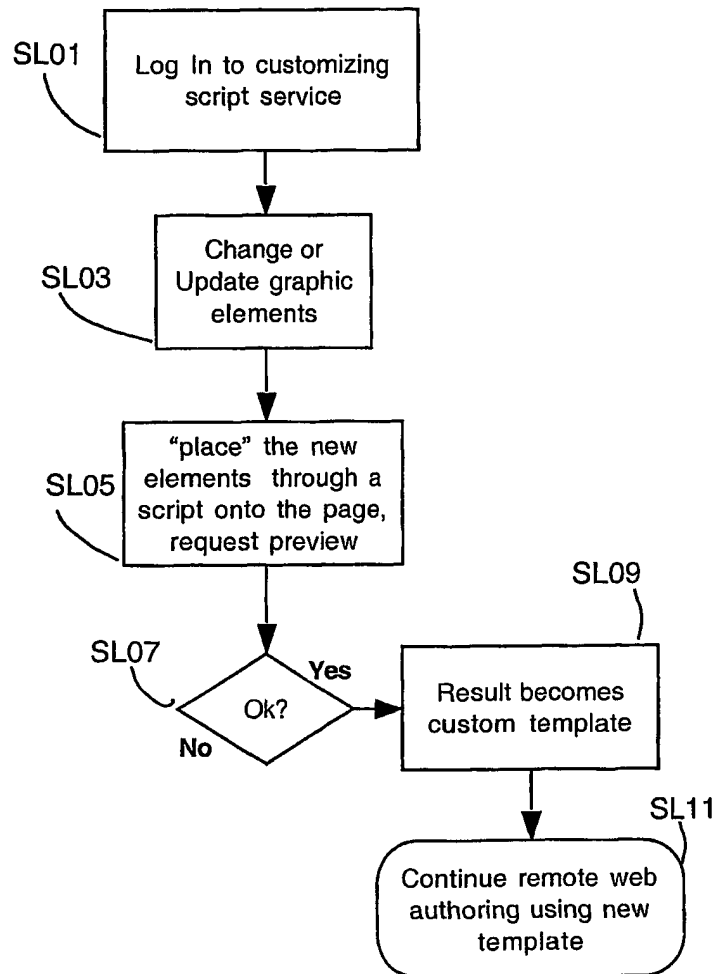 SL01
Log In to customizing
script service
SL03
Change or
Update graphic
elements
SL05
“place” the new
elements through a
script onto the page,
request preview
SL07
Ok?
Yes
No
SL09
Result becomes
custom template
SL11
Continue remote web
authoring using new
template